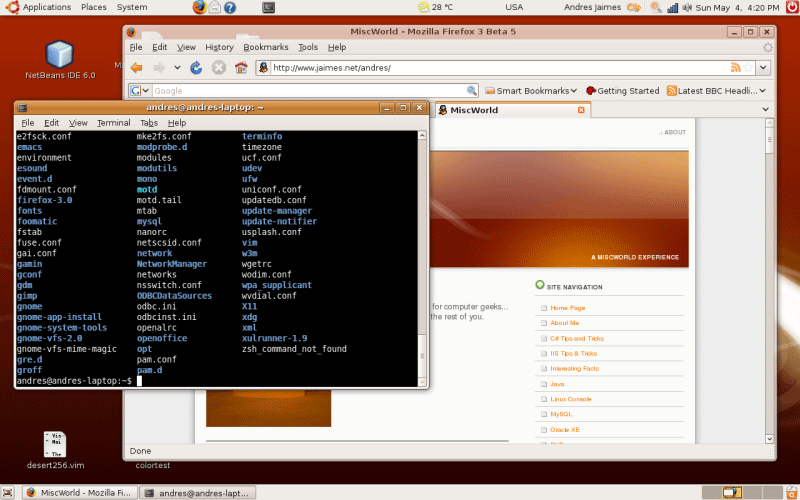 Applications Places System 28 °C USA Andres Jaimes Sun May 4, 4:20 PM
MiscWorld - Mozilla Firefox 3 Beta 5
File Edit View History Bookmarks Tools Help
http://www.jaimes.net/andres/
G Google Smart Bookmarks Getting Started Latest BBC Headli...
MiscWorld
:: ABOUT
A MISCWORLD EXPERIENCE
for computer geeks...
the rest of you.
SITE NAVIGATION
Home Page
About Me
C# Tips and Tricks
IIS Tips & Tricks
Interesting Facts
Java
Linux Console
MySQL
Oracle XE
Done
NetBeans IDE 6.0
andres@andres-laptop: ~
File Edit View Terminal Tabs Help
e2fsck.conf mke2fs.conf terminfo
emacs modprobe.d timezone
environment modules ucf.conf
esound modutils udev
event.d mono ufw
fdmount.conf motd uniconf.conf
firefox-3.0 motd.tail updatedb.conf
fonts mtab update-manager
foomatic mysql update-notifier
fstab nanorc usplash.conf
fuse.conf netscsid.conf vim
gai.conf network w3m
gamin NetworkManager wgetrc
gconf networks wodim.conf
gdm nsswitch.conf wpa_supplicant
gimp ODBCDataSources wvdial.conf
gnome odbc.ini X11
gnome-app-install odbcinst.ini xdg
gnome-system-tools openalrc xml
gnome-vfs-2.0 openoffice xulrunner-1.9
gnome-vfs-mime-magic opt zsh_command_not_found
gre.d pam.conf
groff pam.d
andres@andres-laptop:~$
desert256.vim colortest
MiscWorld - Mozilla Fi... andres@andres-lapt...